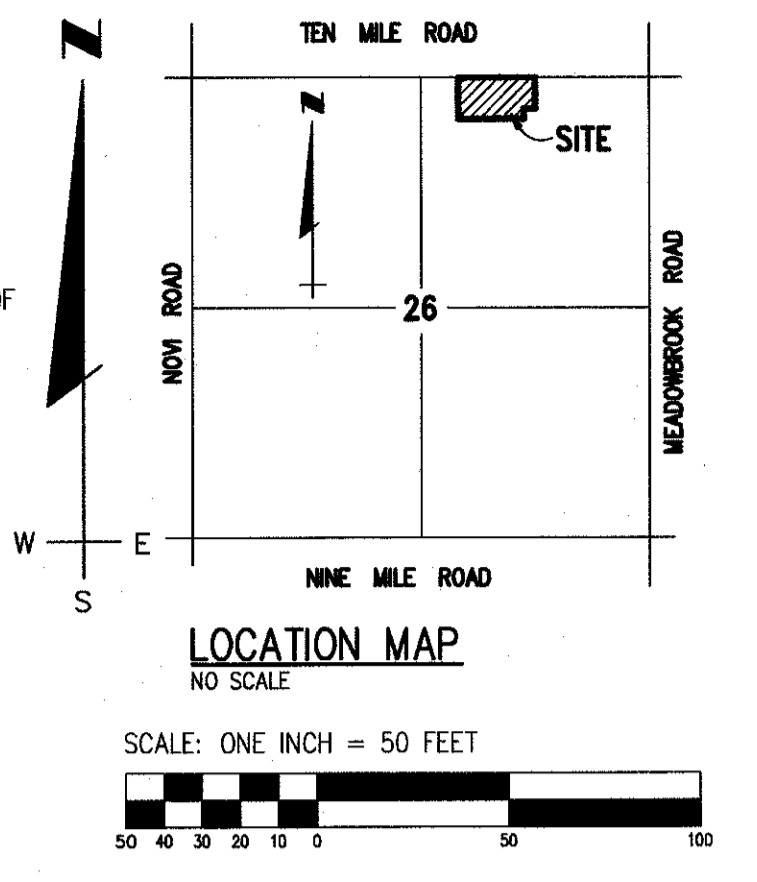 N
TEN MILE ROAD
N
SITE
NOVI ROAD
26
MEADOWBROOK ROAD
W E
S
NINE MILE ROAD
LOCATION MAP
NO SCALE
SCALE: ONE INCH = 50 FEET
50 40 30 20 10 0 50 100